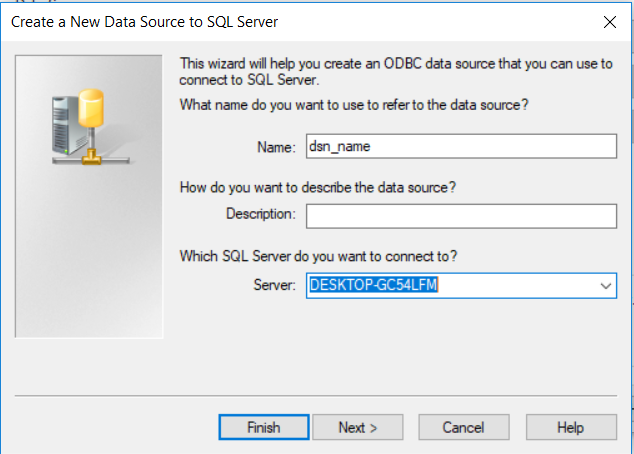 Create a New Data Source to SQL Server
This wizard will help you create an ODBC data source that you can use to
connect to SQL Server.
What name do you want to use to refer to the data source?
Name: dsn_name
How do you want to describe the data source?
Description:
Which SQL Server do you want to connect to?
Server: DESKTOP-GC54LFM
Finish Next > Cancel Help